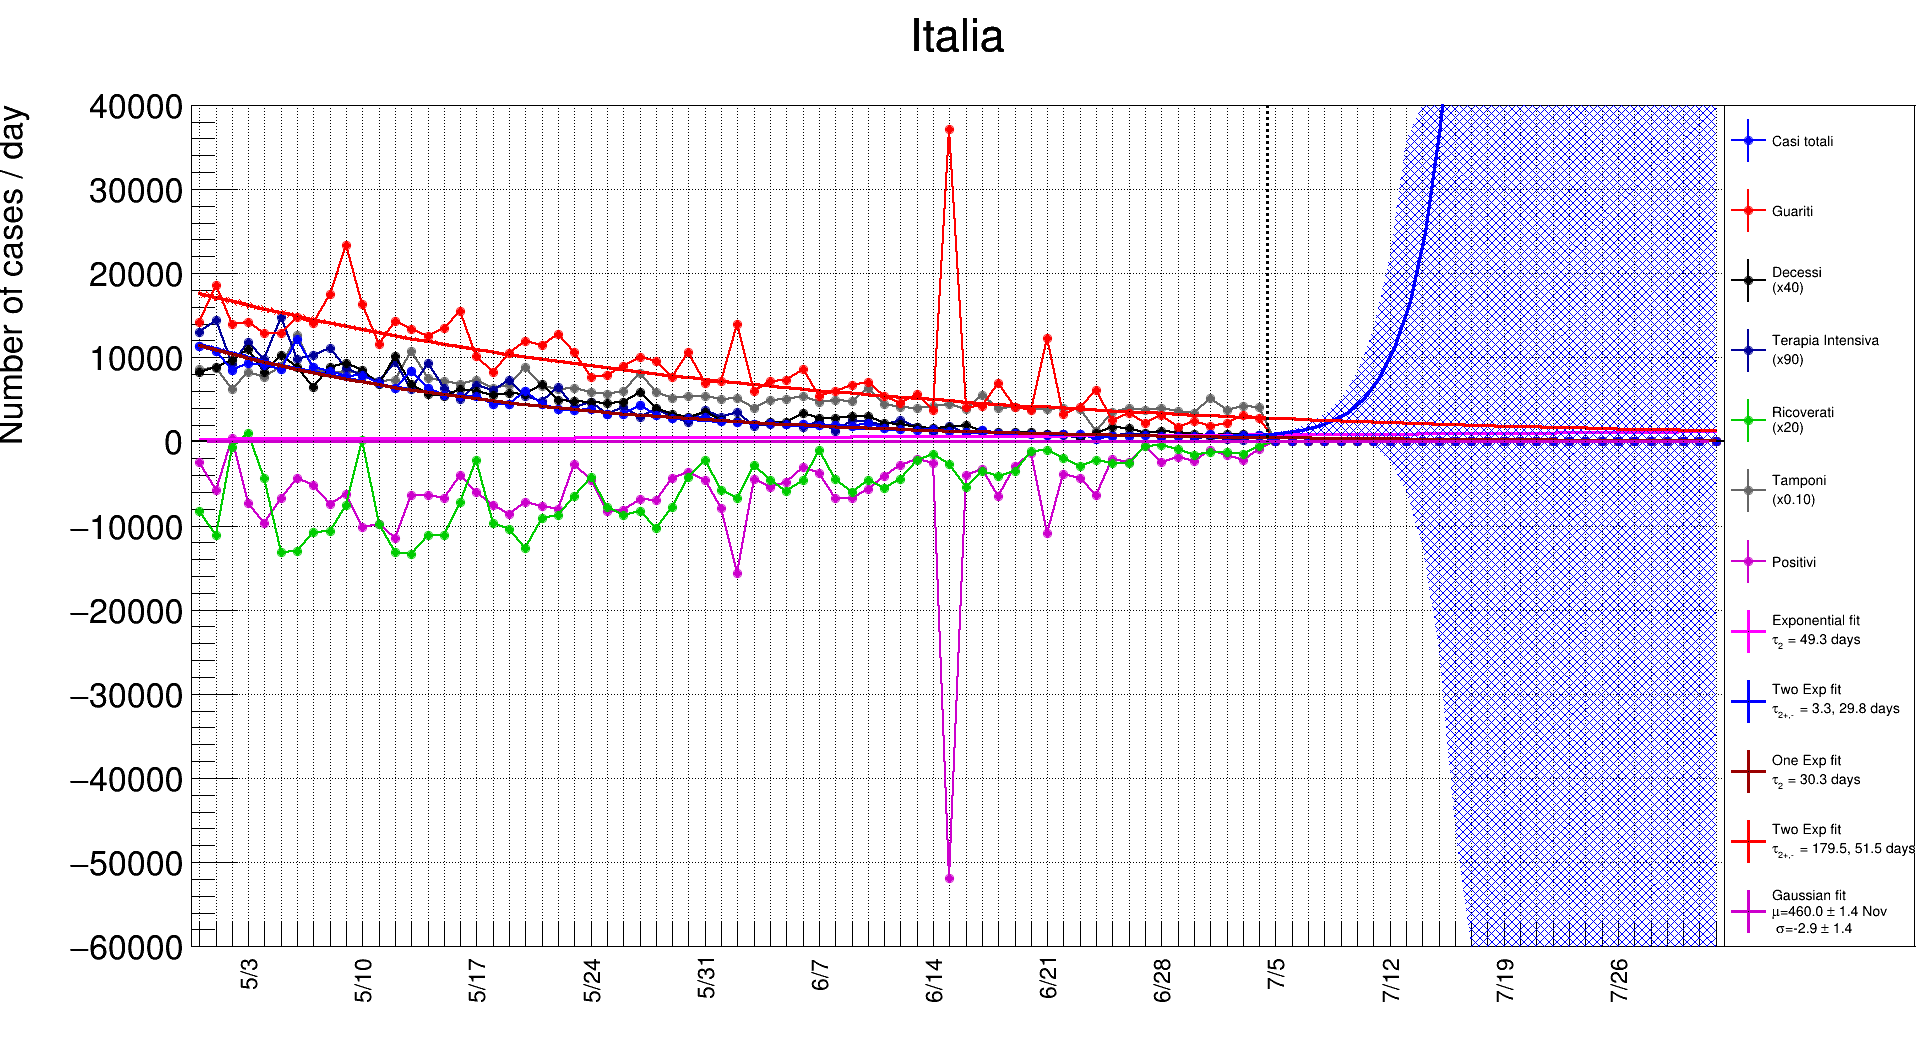 Italia
Number of cases / day
40000
30000
20000
10000
0
−10000
−20000
−30000
−40000
−50000
−60000
5/3
5/10
5/17
5/24
5/31
6/7
6/14
6/21
6/28
7/5
7/12
7/19
7/26
Casi totali
Guariti
Decessi
(x40)
Terapia Intensiva
(x90)
Ricoverati
(x20)
Tamponi
(x0.10)
Positivi
Exponential fit
τ2 = 49.3 days
Two Exp fit
τ2+,- = 3.3, 29.8 days
One Exp fit
τ2 = 30.3 days
Two Exp fit
τ2+,- = 179.5, 51.5 days
Gaussian fit
μ=460.0 ± 1.4 Nov
σ=-2.9 ± 1.4